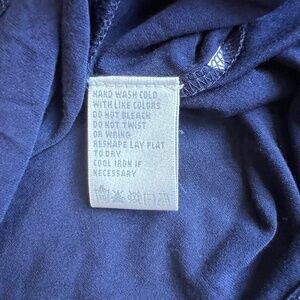 HAND WASH COLD
WITH LIKE COLORS
DO NOT BLEACH
DO NOT TWIST
OR WRING
RESHAPE LAY FLAT
TO DRY
COOL IRON IF
NECESSARY